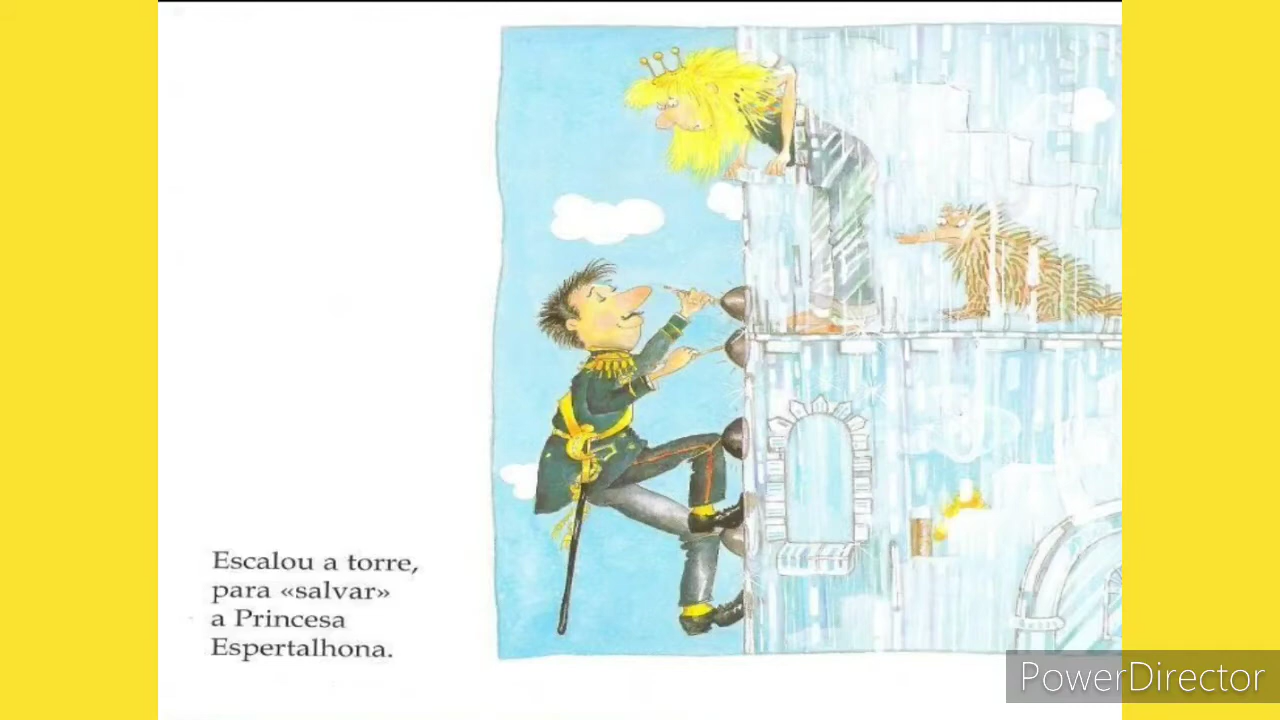 Escalou a torre,
para «salvar»
a Princesa
Espertalhona.
PowerDirector